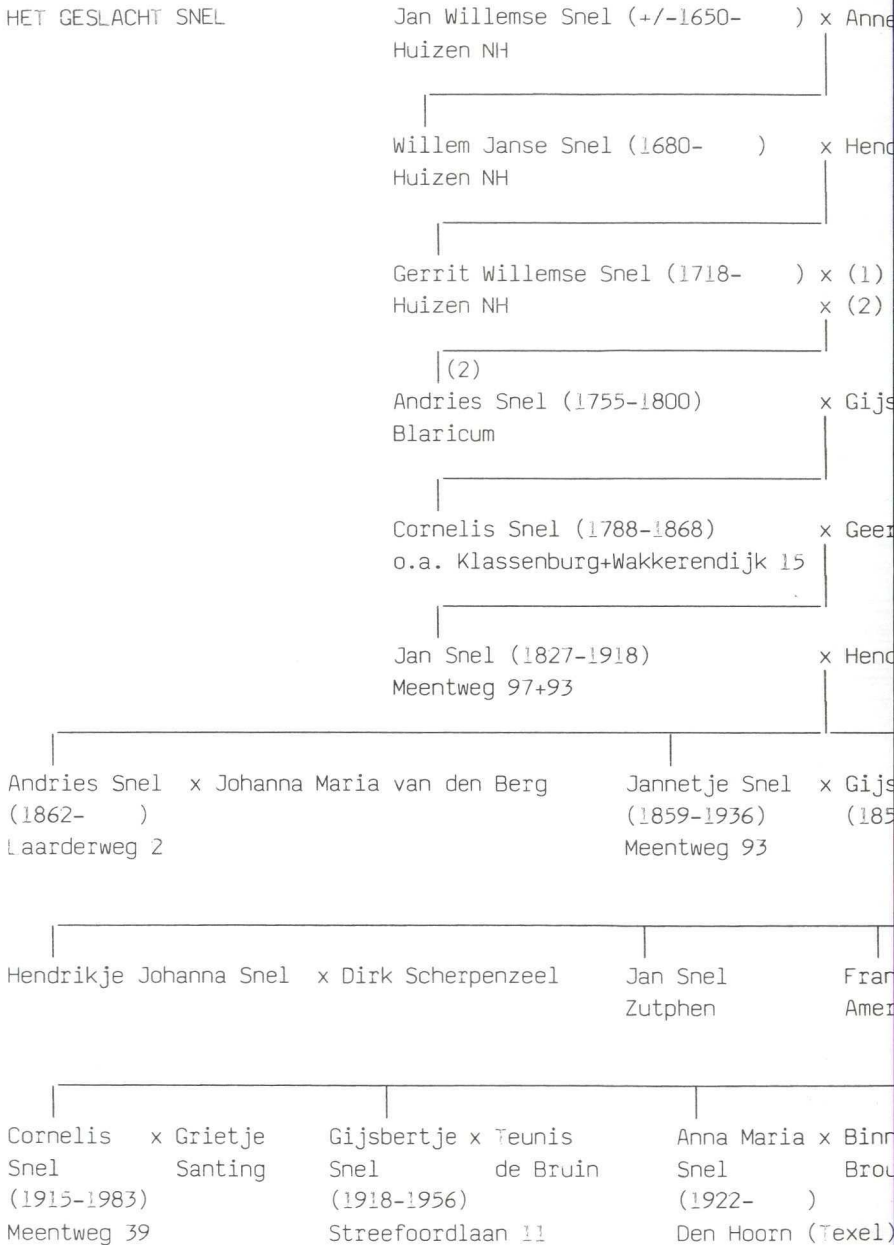 HET GESLACHT SNEL
Jan Willemse Snel (+/-1650- ) x Anne
Huizen NH
Willem Janse Snel (1680- ) x Hend
Huizen NH
Gerrit Willemse Snel (1718- ) x (1)
Huizen NH x (2)
(2)
Andries Snel (1755-1800) x Gijs
Blaricum
Cornelis Snel (1788-1868) x Geer
o.a. Klassenburg+Wakkerendijk 15
Jan Snel (1827-1918) x Hend
Meentweg 97+93
Andries Snel x Johanna Maria van den Berg Jannetje Snel x Gijs
(1862- ) (1859-1936) (185
Laarderweg 2 Meentweg 93
Hendrikje Johanna Snel x Dirk Scherpenzeel Jan Snel Fran
Zutphen Amer
Cornelis x Grietje Gijsbertje x Teunis Anna Maria x Binn
Snel Santing Snel de Bruin Snel Brou
(1915-1983) (1918-1956) (1922- )
Meentweg 39 Streefoordlaan 11 Den Hoorn (Texel)